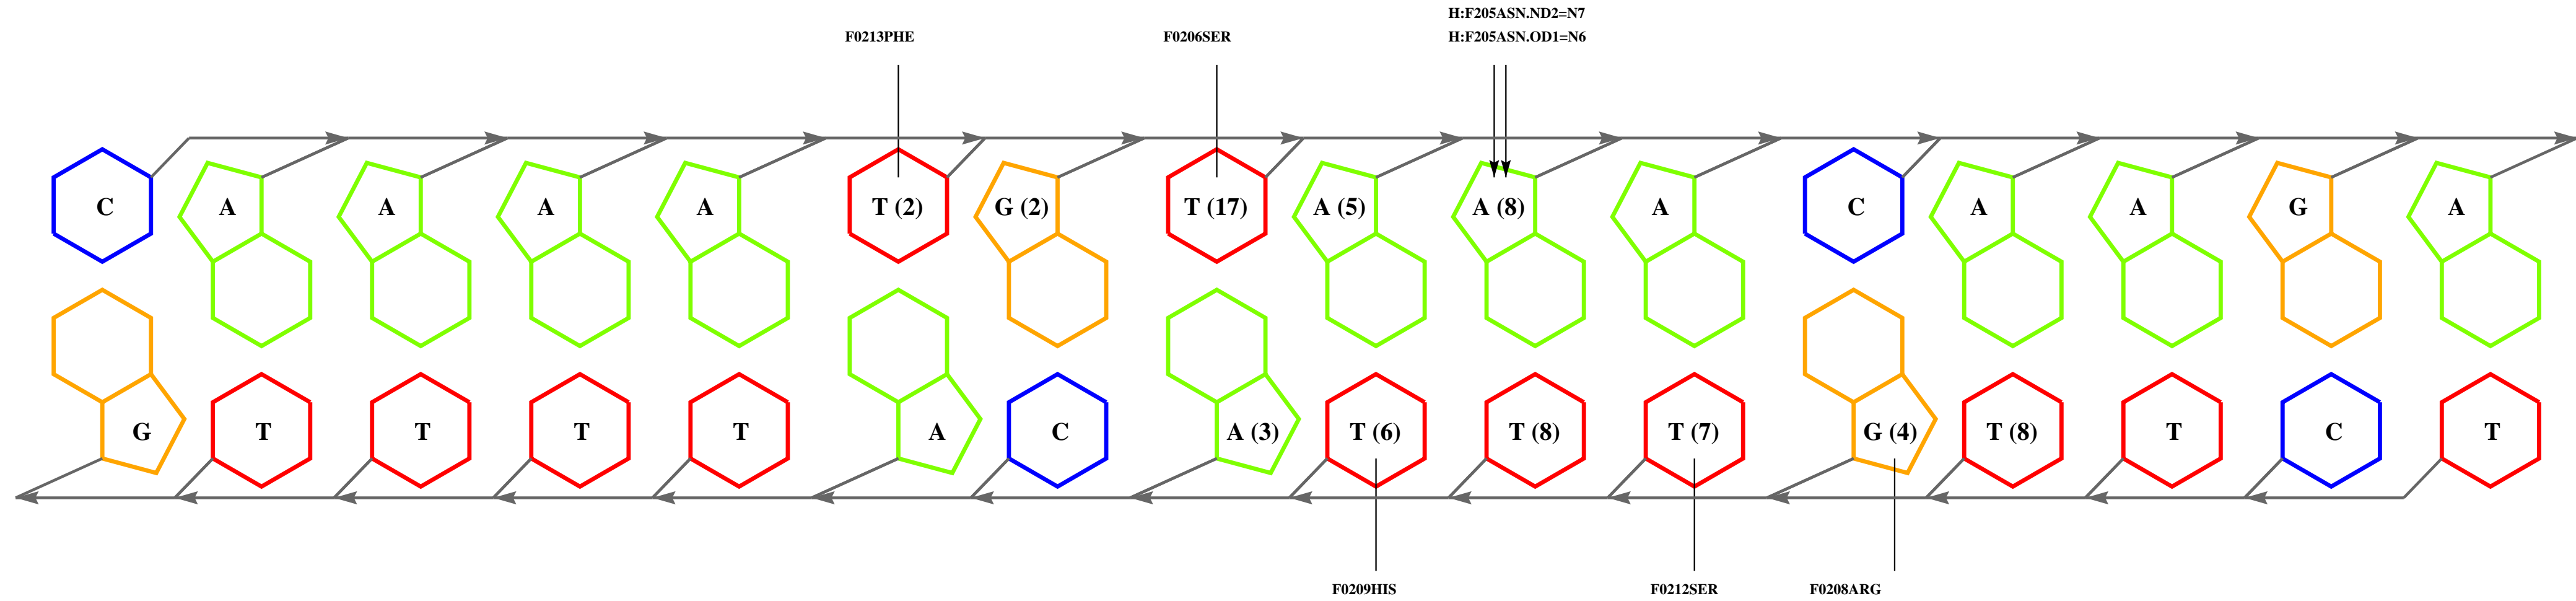 H:F205ASN.ND2=N7
F0213PHE F0206SER H:F205ASN.OD1=N6
C A A A A T (2) G (2) T (17) A (5) A (8) A C A A G A
G T T T T A C A (3) T (6) T (8) T (7) G (4) T (8) T C T
F0209HIS F0212SER F0208ARG